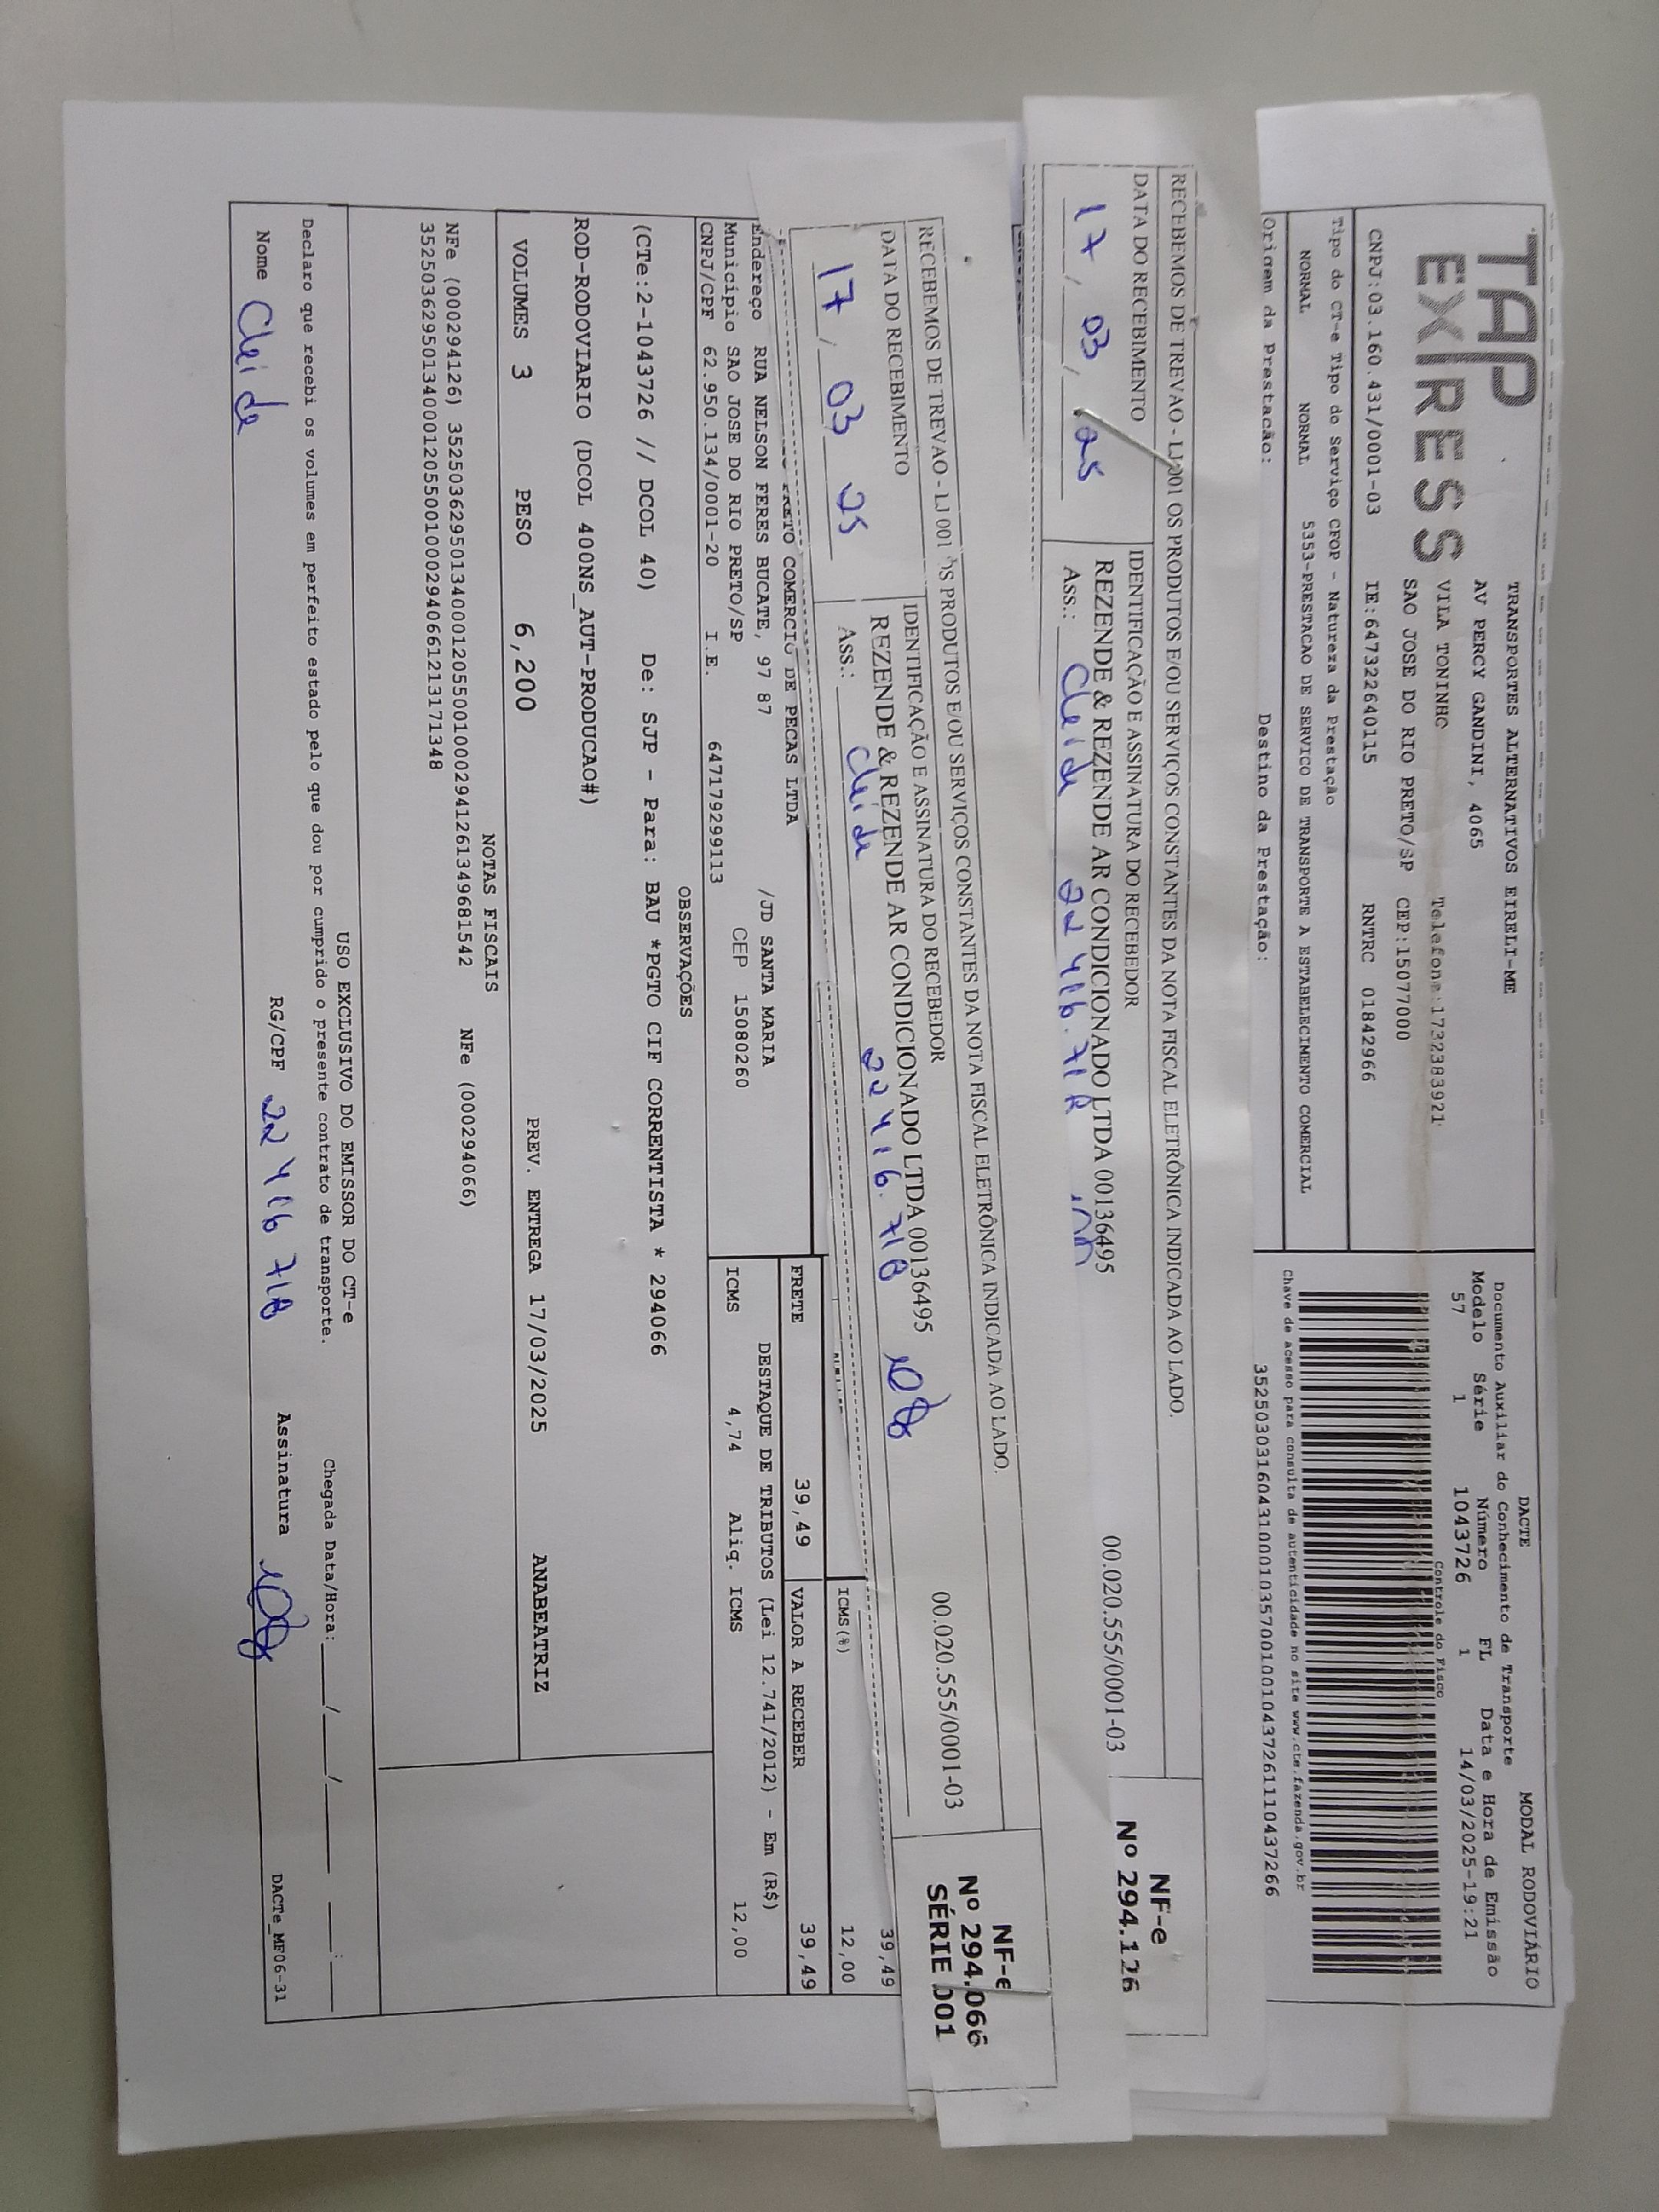 TAP
EXPRESS
TRANSPORTES ALTERNATIVOS EIRELI-ME
AV PERCY GANDINI, 4065
VILA TONINHO Telefone:1732383921
SAO JOSE DO RIO PRETO/SP CEP:15077000
CNPJ:03.160.431/0001-03 IE:647322640115 RNTRC 01842966
DACTE MODAL RODOVIÁRIO
Documento Auxiliar do Conhecimento de Transporte
Modelo Série Número FL Data e Hora de Emissão
57 1 1043726 1 14/03/2025-19:21
Controle do Fisco
Chave de acesso para consulta de autenticidade no site www.cte.fazenda.gov.br
Tipo do CT-e Tipo do Serviço CFOP - Natureza da Prestação
NORMAL NORMAL 5353-PRESTACAO DE SERVICO DE TRANSPORTE A ESTABELECIMENTO COMERCIAL
Origem da Prestação: Destino da Prestação:
RECEBEMOS DE TREVAO - LJ 001 OS PRODUTOS E/OU SERVIÇOS CONSTANTES DA NOTA FISCAL ELETRÔNICA INDICADA AO LADO.
DATA DO RECEBIMENTO IDENTIFICAÇÃO E ASSINATURA DO RECEBEDOR
17/03/25 REZENDE & REZENDE AR CONDICIONADO LTDA 00136495 00.020.555/0001-03
Ass.: Cleide
NF-e
Nº 294.126
RECEBEMOS DE TREVAO - LJ 001 OS PRODUTOS E/OU SERVIÇOS CONSTANTES DA NOTA FISCAL ELETRÔNICA INDICADA AO LADO.
DATA DO RECEBIMENTO IDENTIFICAÇÃO E ASSINATURA DO RECEBEDOR
17/03 25 REZENDE & REZENDE AR CONDICIONADO LTDA 00136495 00.020.555/0001-03
Ass.: Cleide 22 416.718
NF-e
Nº 294.066
SÉRIE 001
39,49
ICMS(%) 12,00
PRETO COMERCIO DE PECAS LTDA
Endereço RUA NELSON FERES BUCATE, 97 87 /JD SANTA MARIA
Município SAO JOSE DO RIO PRETO/SP CEP 15080260
CNPJ/CPF 62.950.134/0001-20 I.E. 647179299113
FRETE 39,49 VALOR A RECEBER 39,49
DESTAQUE DE TRIBUTOS (Lei 12.741/2012) - Em (R$)
ICMS 4,74 Aliq. ICMS 12,00
OBSERVAÇÕES
(CTe:2-1043726 // DCOL 40) De: SJP - Para: BAU *PGTO CIF CORRENTISTA * 294066
ROD-RODOVIARIO (DCOL 400NS_AUT-PRODUCAO#)
VOLUMES 3 PESO 6,200 PREV. ENTREGA 17/03/2025 ANABEATRIZ
NOTAS FISCAIS
NFe (000294126) NFe (000294066)
USO EXCLUSIVO DO EMISSOR DO CT-e
Declaro que recebi os volumes em perfeito estado pelo que dou por cumprido o presente contrato de transporte. Chegada Data/Hora:
Nome Cleide RG/CPF 22 416 718 Assinatura
DACTe_MF06-31